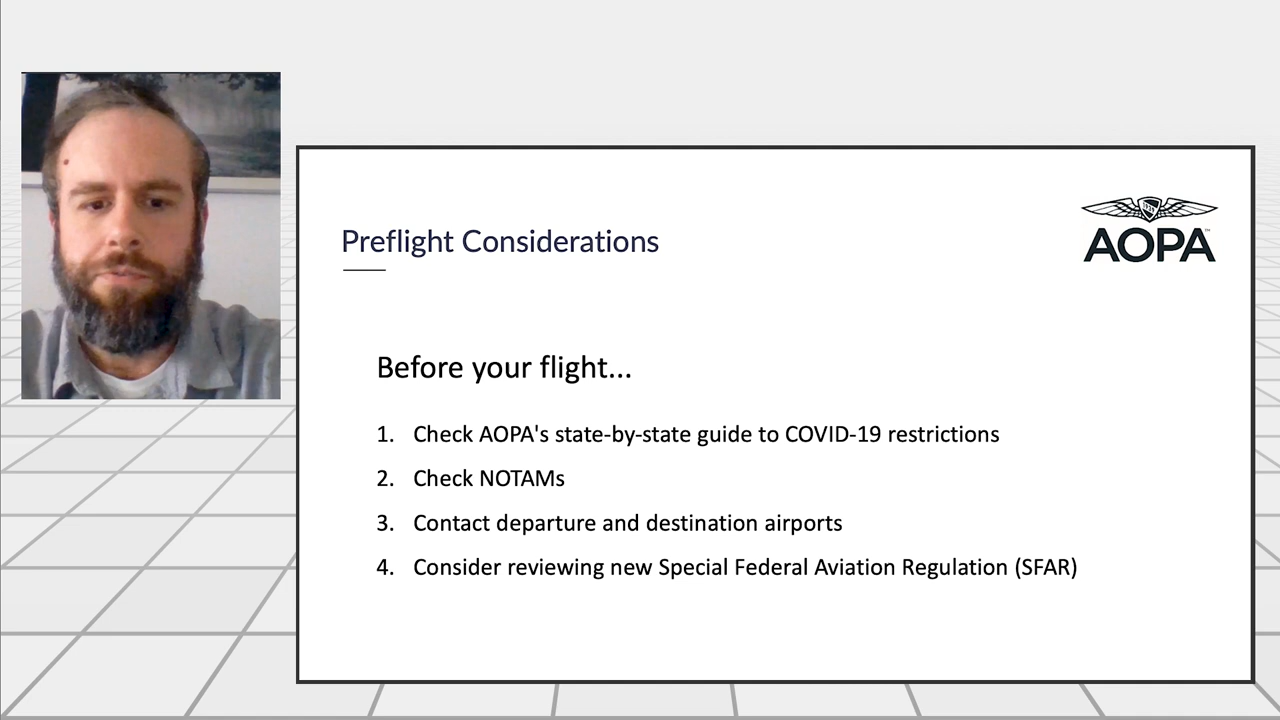 AOPA
Preflight Considerations
Before your flight...
1. Check AOPA's state-by-state guide to COVID-19 restrictions
2. Check NOTAMs
3. Contact departure and destination airports
4. Consider reviewing new Special Federal Aviation Regulation (SFAR)